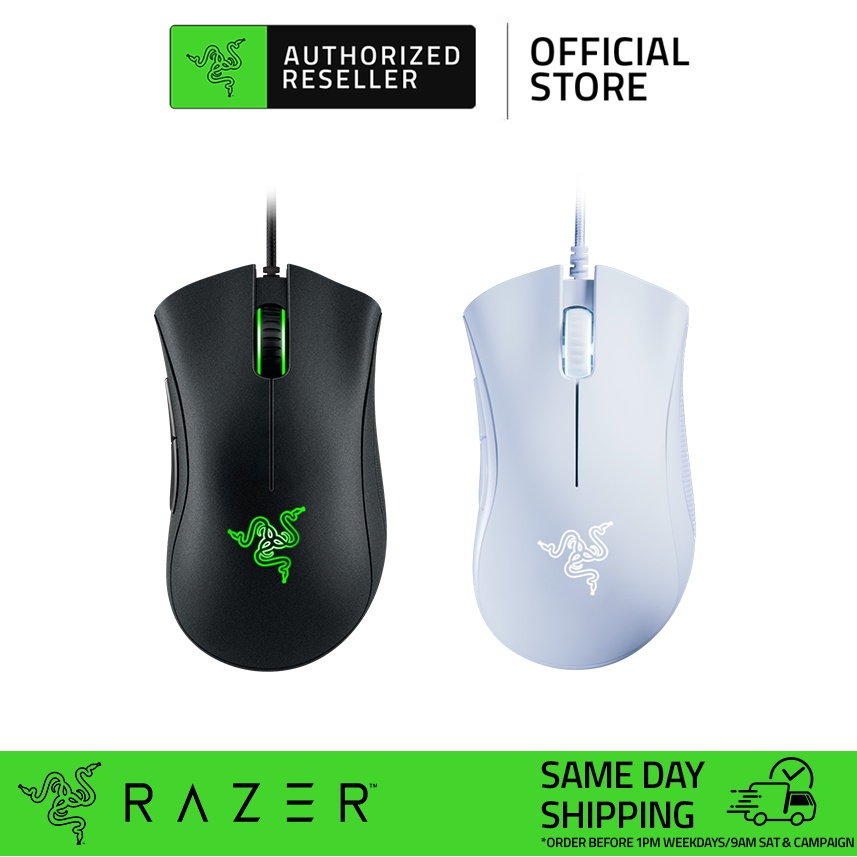 AUTHORIZED
RESELLER
OFFICIAL
STORE
RAZER™
SAME DAY
SHIPPING
*ORDER BEFORE 1PM WEEKDAYS/9AM SAT & CAMPAIGN